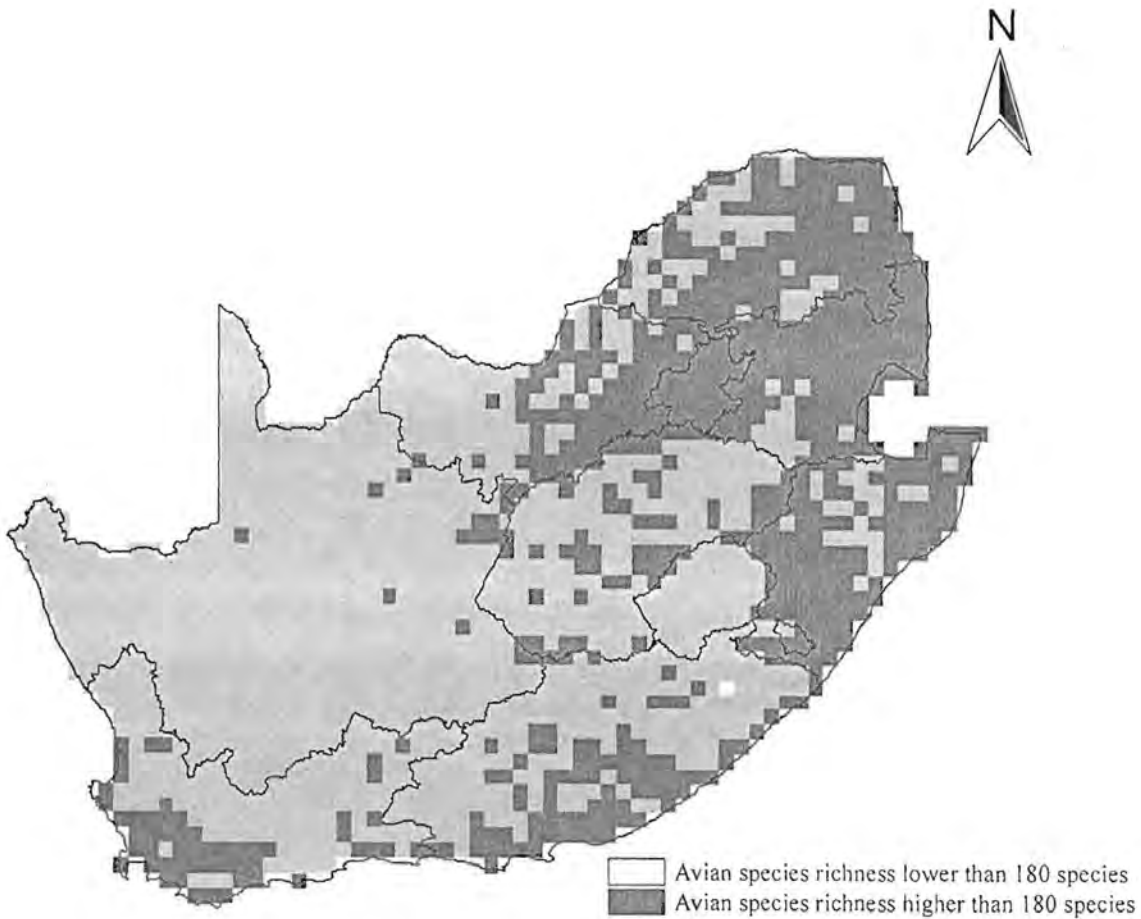 N
Avian species richness lower than 180 species
Avian species richness higher than 180 species